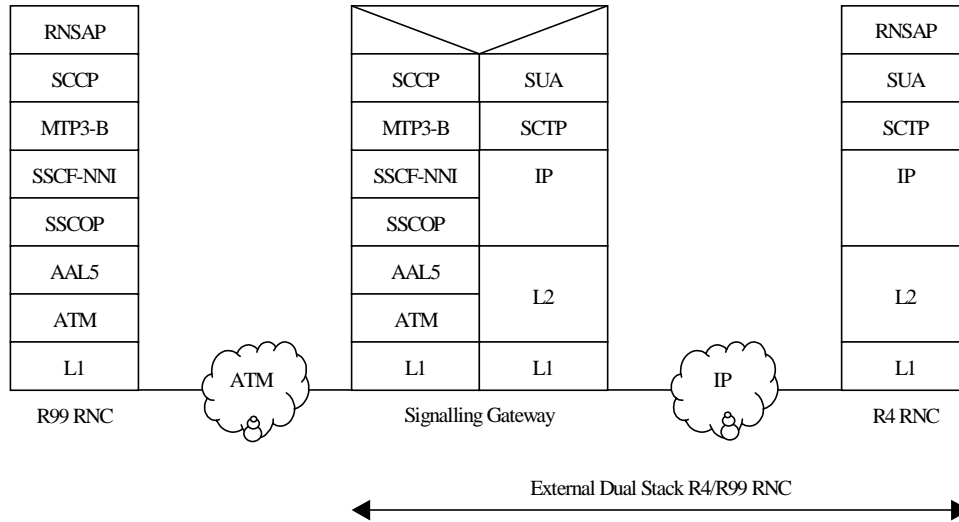 RNSAP
SCCP
MTP3-B
SSCF-NNI
SSCOP
AAL5
ATM
L1
R99 RNC
ATM
SCCP
MTP3-B
SSCF-NNI
SSCOP
AAL5
ATM
L1
SUA
SCTP
IP
L2
L1
Signalling Gateway
IP
RNSAP
SUA
SCTP
IP
L2
L1
R4 RNC
External Dual Stack R4/R99 RNC